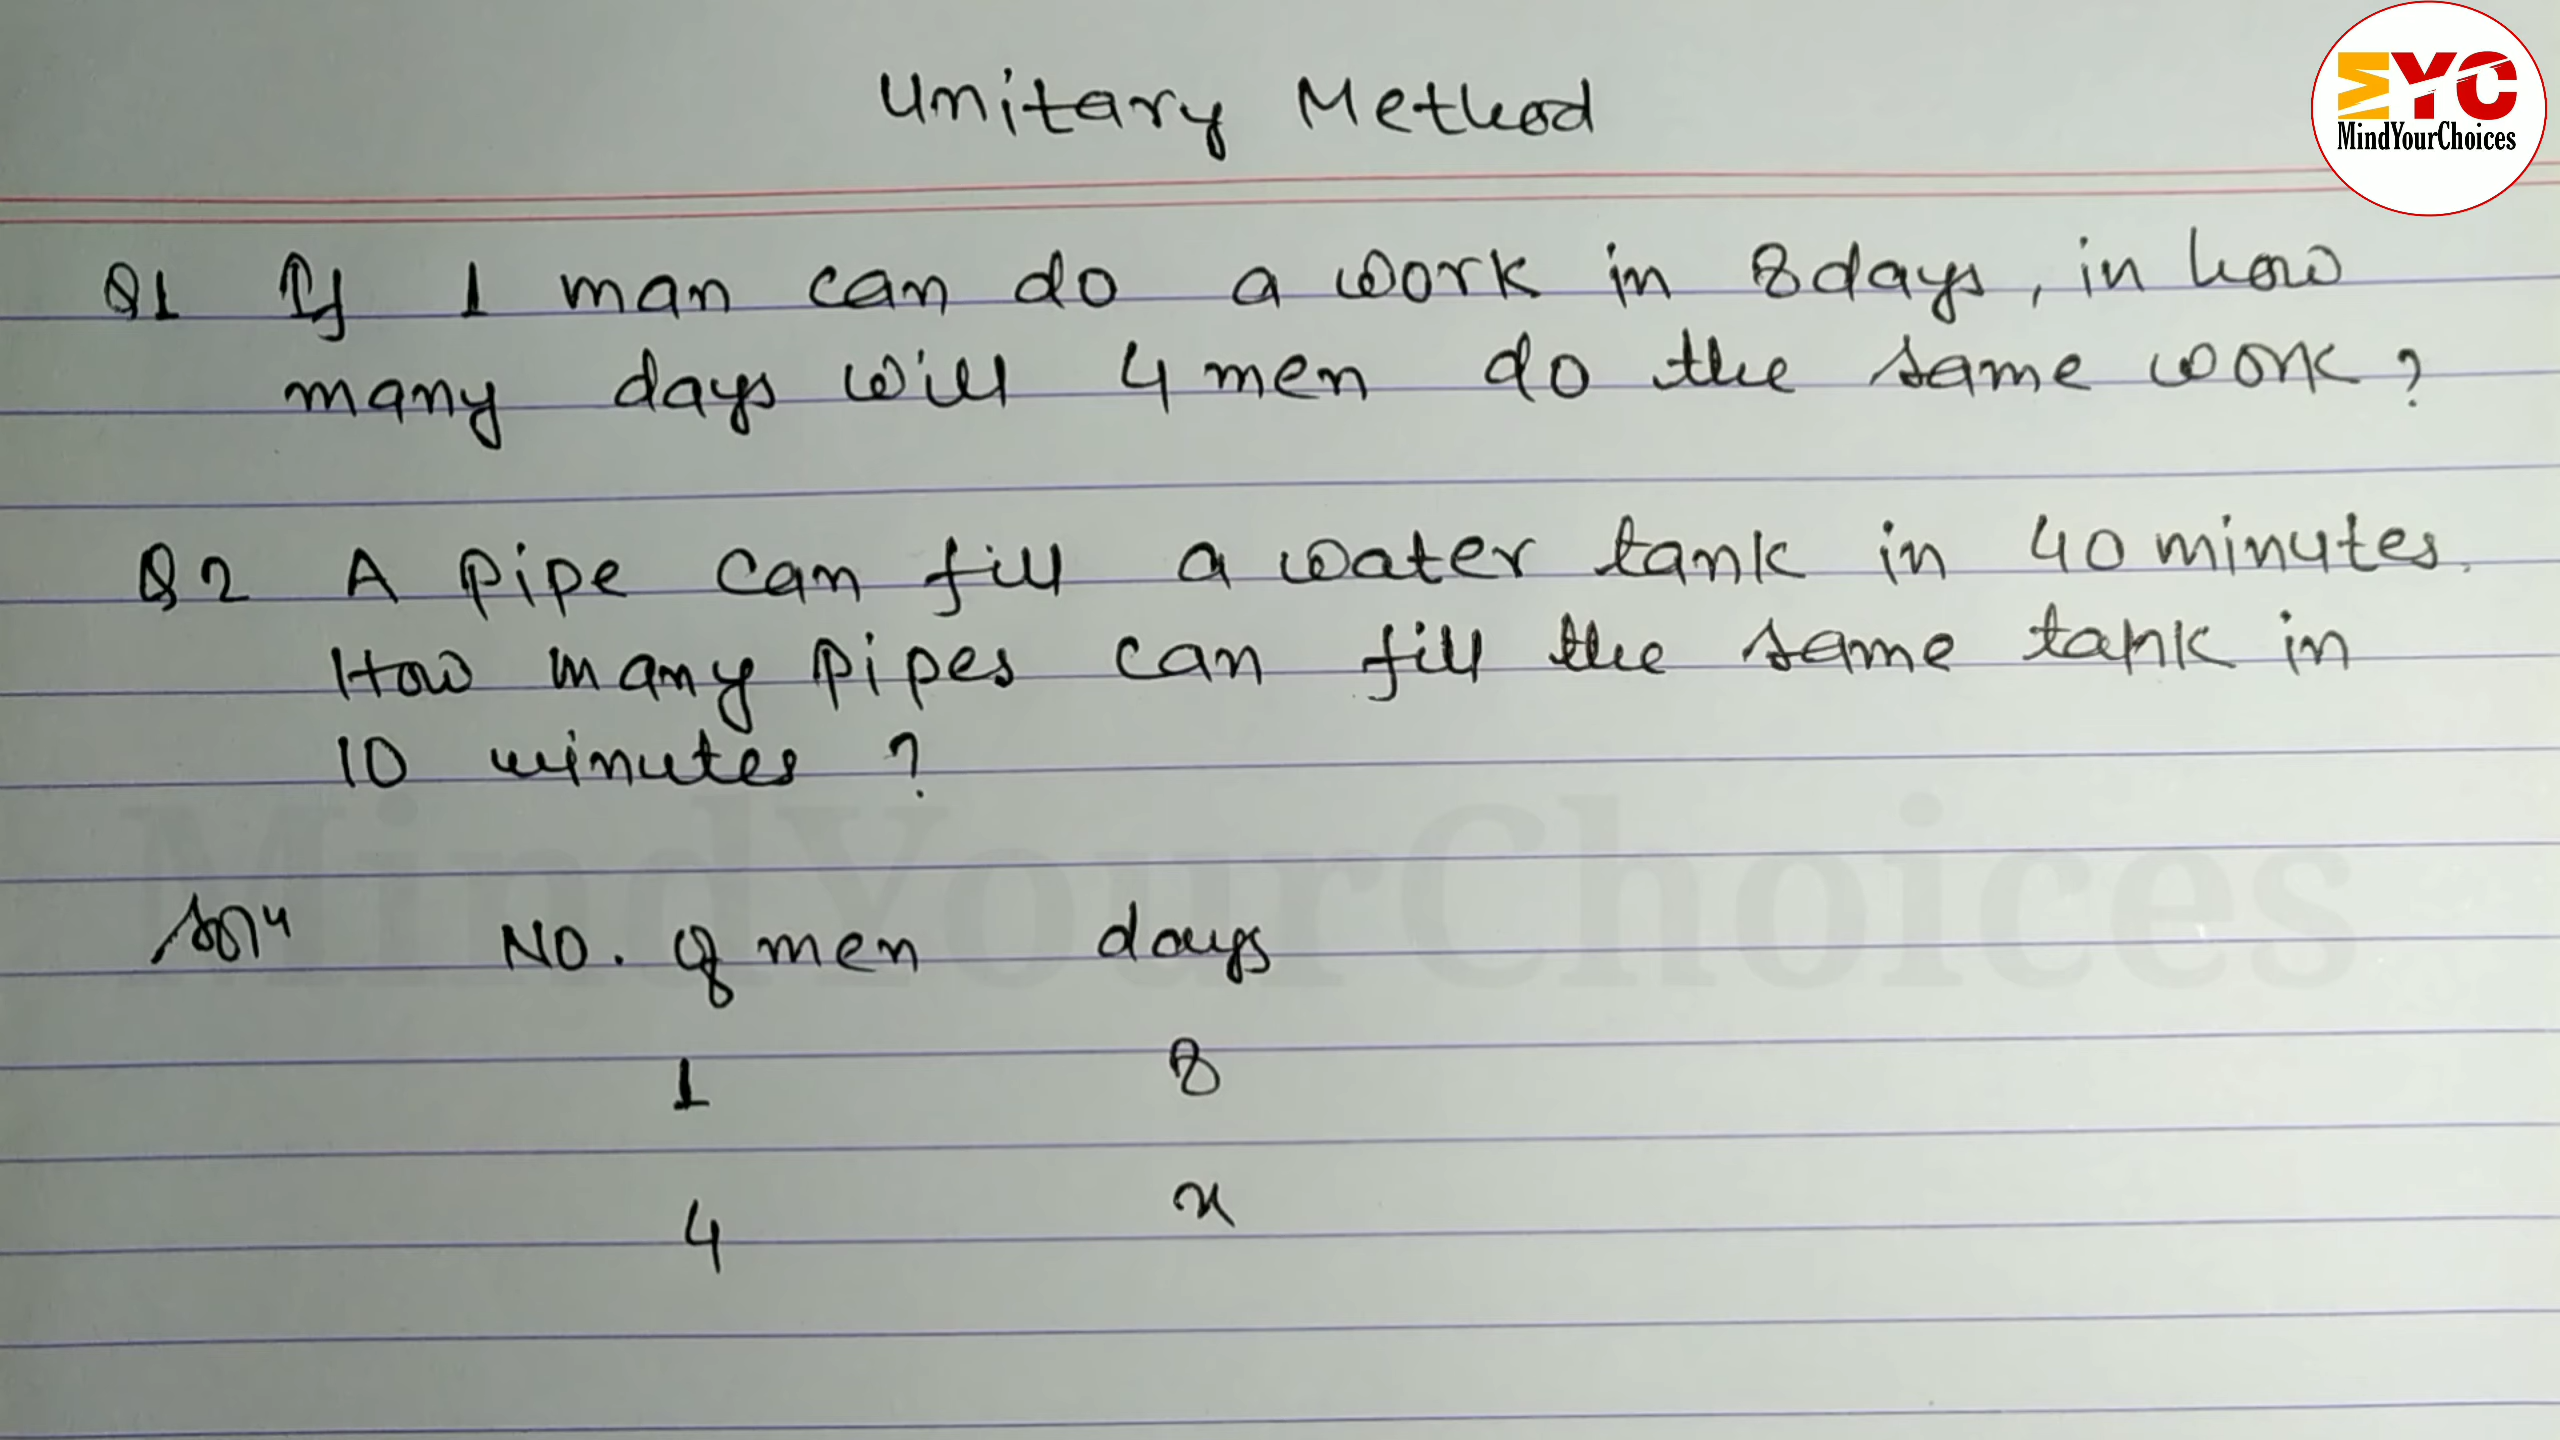 Unitary Method
MYC
MindYourChoices
Q1 If 1 man can do a work in 8 days, in how
many days will 4 men do the same work?
Q2 A pipe can fill a water tank in 40 minutes.
How many pipes can fill the same tank in
10 minutes ?
MindYourChoices
Solⁿ No. of men days
1 8
4 x